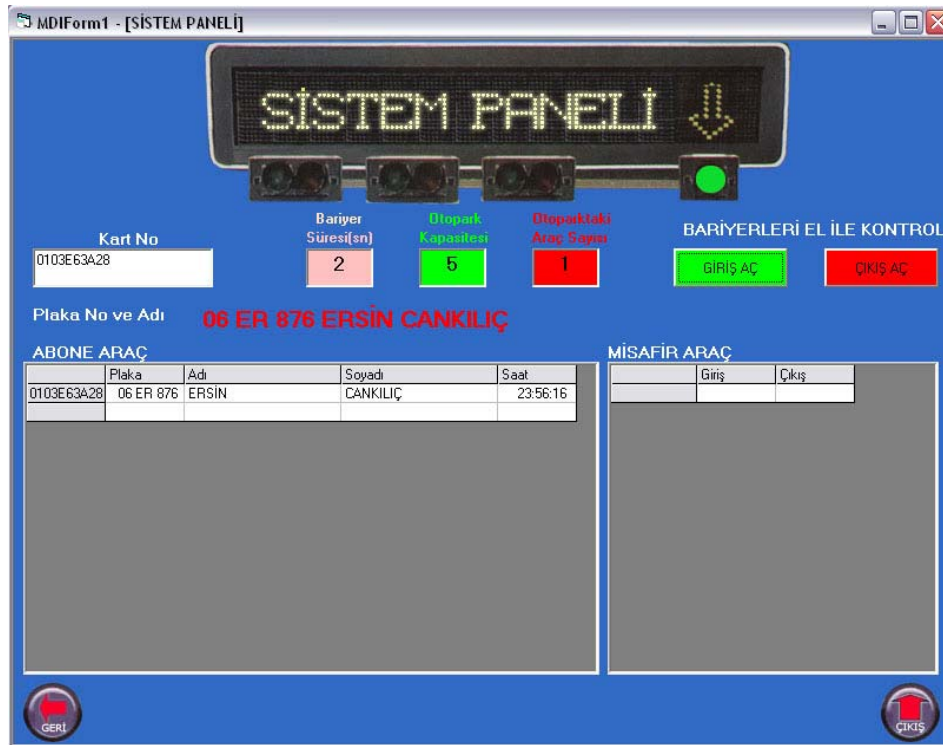 MDIForm1 - [SİSTEM PANELİ]
SİSTEM PANELİ
Kart No
0103E63A28
Bariyer Süresi(sn)
2
Otopark Kapasitesi
5
Otoparktaki Araç Sayısı
1
BARİYERLERİ EL İLE KONTROL
GİRİŞ AÇ
ÇIKIŞ AÇ
Plaka No ve Adı
06 ER 876 ERSİN CANKILIÇ
ABONE ARAÇ
Plaka Adı Soyadı Saat
0103E63A28 06 ER 876 ERSİN CANKILIÇ 23:56:16
MİSAFİR ARAÇ
Giriş Çıkış
GERİ
ÇIKIŞ